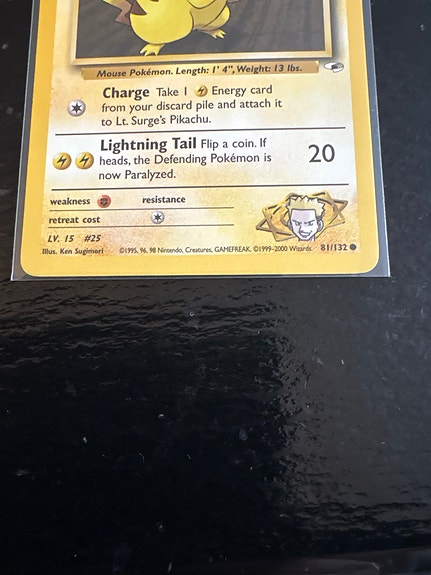 Mouse Pokémon. Length: 1' 4", Weight: 13 lbs.
Charge Take 1 Energy card
from your discard pile and attach it
to Lt. Surge's Pikachu.
Lightning Tail Flip a coin. If
heads, the Defending Pokémon is
now Paralyzed.
20
weakness resistance
retreat cost
LV. 15 #25
Illus. Ken Sugimori ©1995, 96, 98 Nintendo, Creatures, GAMEFREAK. ©1999-2000 Wizards. 81/132